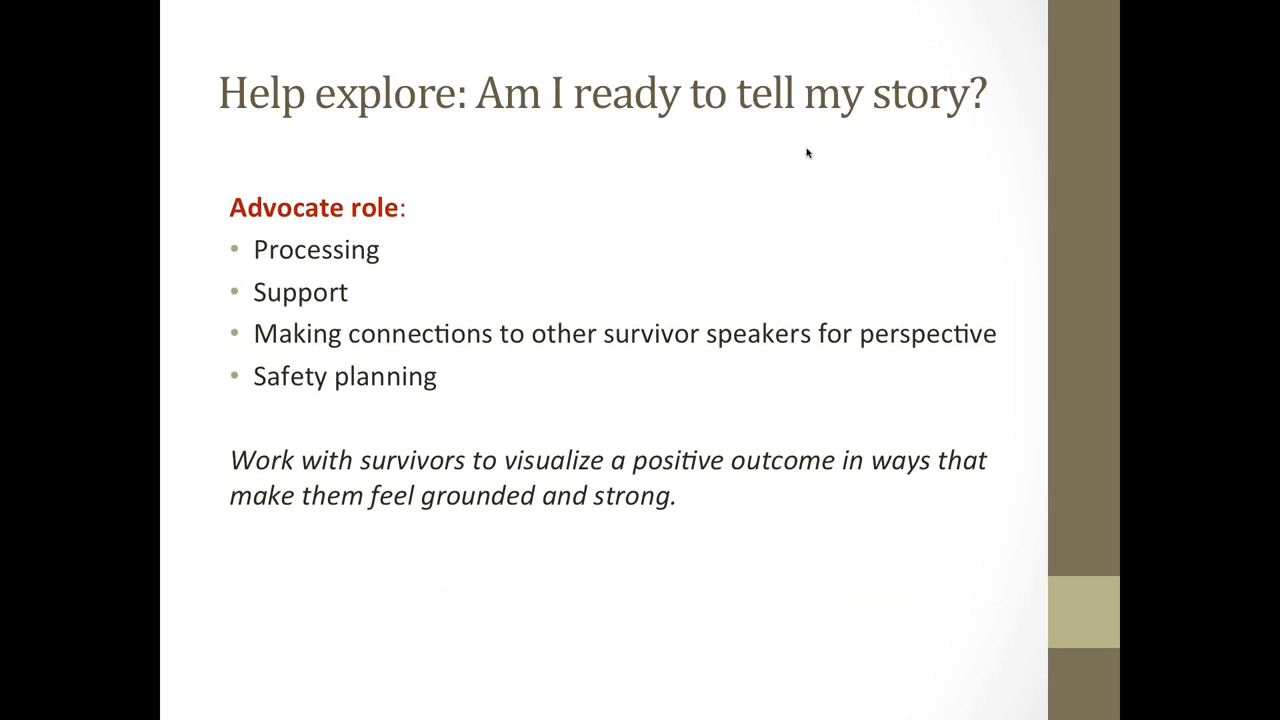 Help explore: Am I ready to tell my story?
Advocate role:
• Processing
• Support
• Making connections to other survivor speakers for perspective
• Safety planning
Work with survivors to visualize a positive outcome in ways that
make them feel grounded and strong.